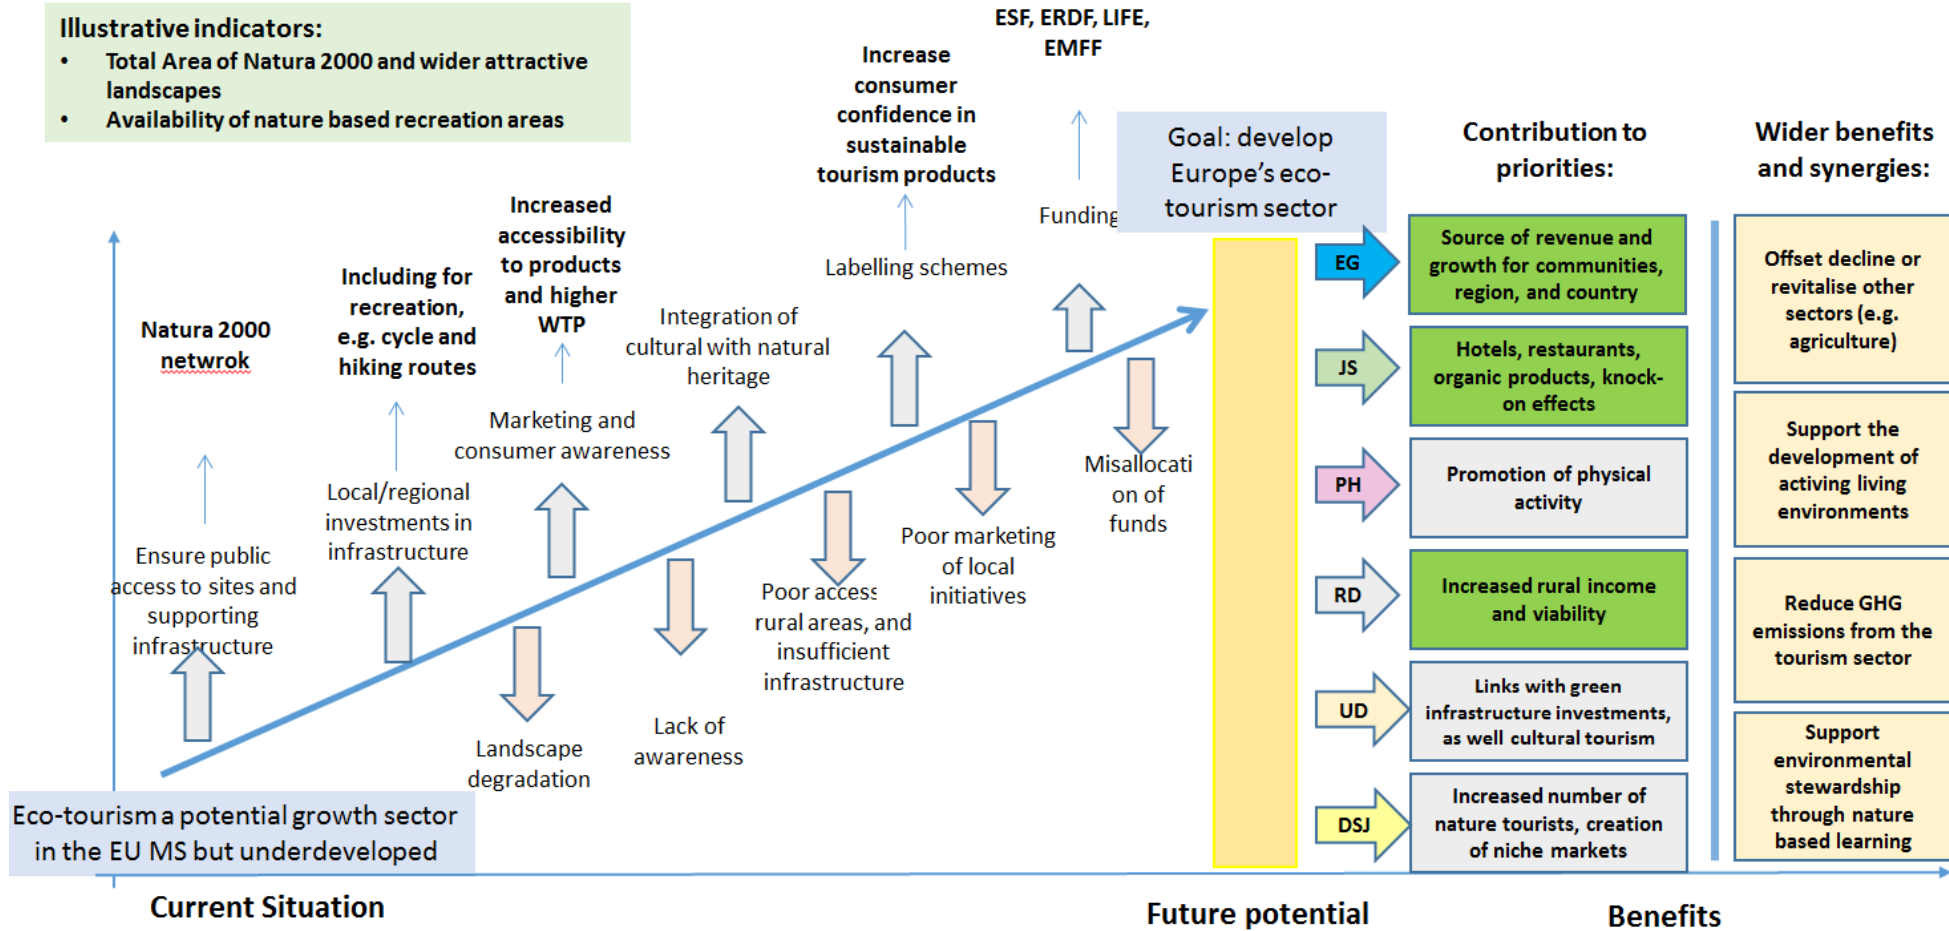 Illustrative indicators:
• Total Area of Natura 2000 and wider attractive
landscapes
• Availability of nature based recreation areas
Natura 2000
netwrok
Ensure public
access to sites and
supporting
infrastructure
Including for
recreation,
e.g. cycle and
hiking routes
Local/regional
investments in
infrastructure
Increased
accessibility
to products
and higher
WTP
Marketing and
consumer awareness
Integration of
cultural with natural
heritage
Increase
consumer
confidence in
sustainable
tourism products
Labelling schemes
ESF, ERDF, LIFE,
EMFF
Funding
Landscape
degradation
Lack of
awareness
Poor access
rural areas, and
insufficient
infrastructure
Poor marketing
of local
initiatives
Misallocati
on of
funds
Eco-tourism a potential growth sector
in the EU MS but underdeveloped
Goal: develop
Europe's eco-
tourism sector
Contribution to
priorities:
EG
Source of revenue and
growth for communities,
region, and country
JS
Hotels, restaurants,
organic products, knock-
on effects
PH
Promotion of physical
activity
RD
Increased rural income
and viability
UD
Links with green
infrastructure investments,
as well cultural tourism
DSJ
Increased number of
nature tourists, creation
of niche markets
Wider benefits
and synergies:
Offset decline or
revitalise other
sectors (e.g.
agriculture)
Support the
development of
activing living
environments
Reduce GHG
emissions from the
tourism sector
Support
environmental
stewardship
through nature
based learning
Current Situation
Future potential
Benefits